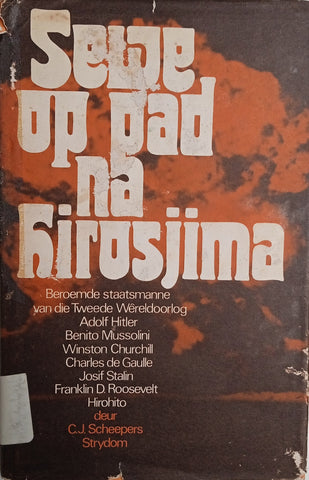 Sewe
op pad
na
hirosjima
Beroemde staatsmanne
van die Tweede Wêreldoorlog
Adolf Hitler
Benito Mussolini
Winston Churchill
Charles de Gaulle
Josif Stalin
Franklin D. Roosevelt
Hirohito
deur
C.J. Scheepers
Strydom